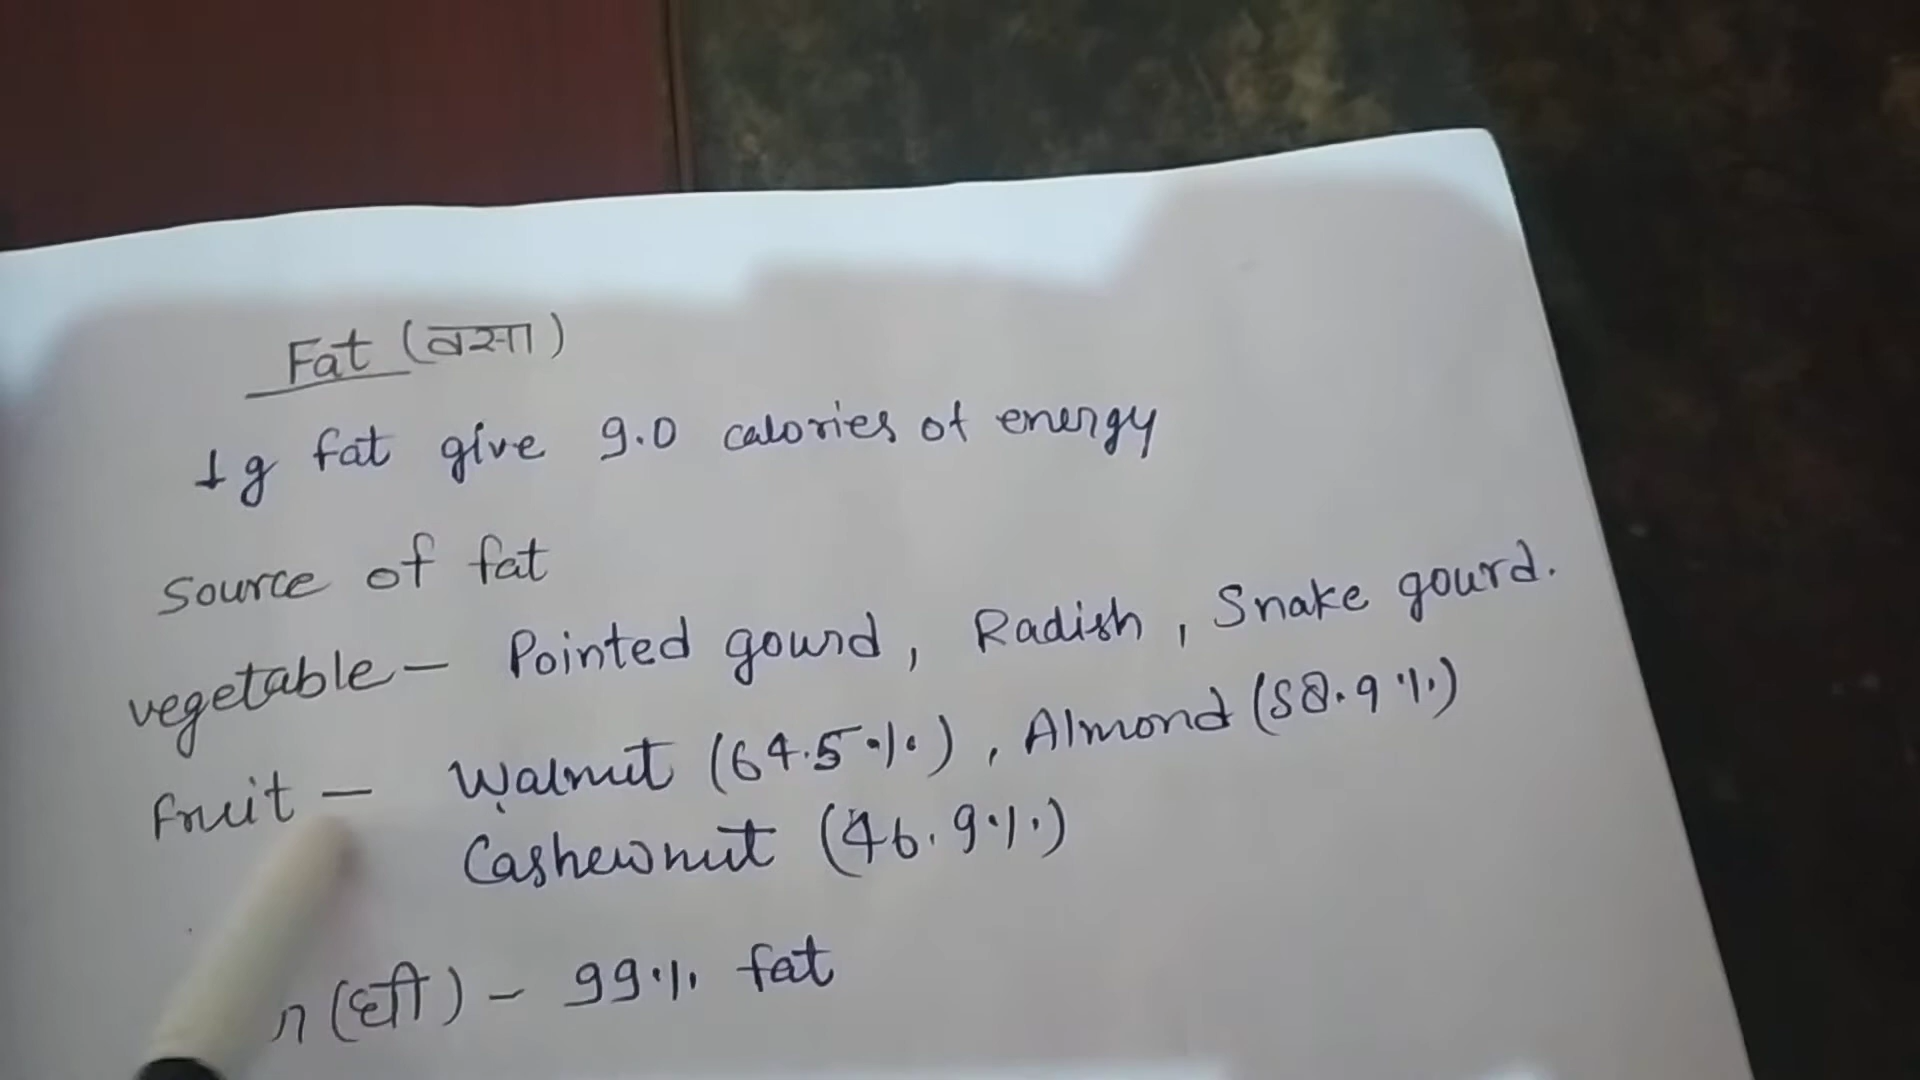 Fat (वसा)
1 g fat give 9.0 calories of energy
Source of fat
vegetable - Pointed gourd, Radish, Snake gourd.
fruit - Walnut (64.5%), Almond (58.9%)
Cashewnut (46.9%)
(घी) - 99% fat